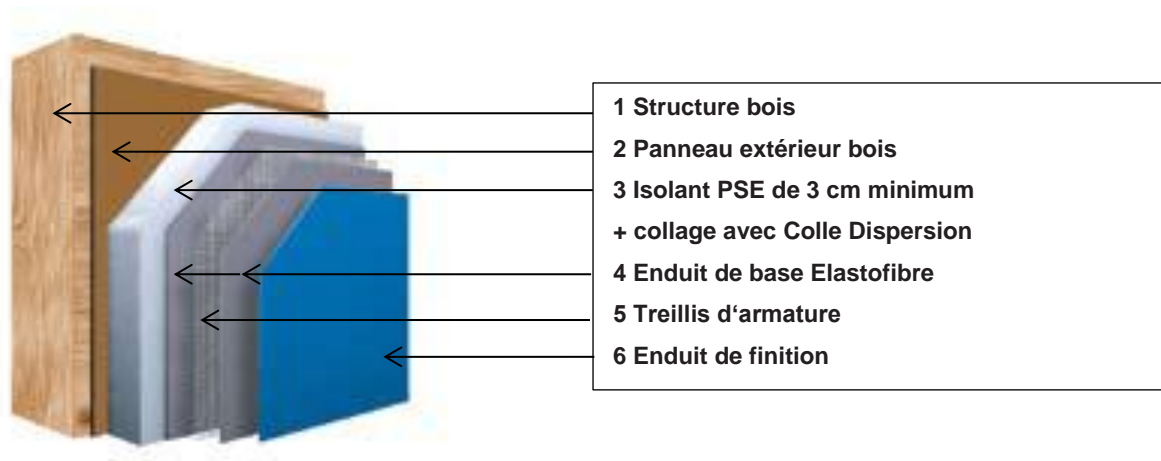 1 Structure bois
2 Panneau extérieur bois
3 Isolant PSE de 3 cm minimum
+ collage avec Colle Dispersion
4 Enduit de base Elastofibre
5 Treillis d‘armature
6 Enduit de finition